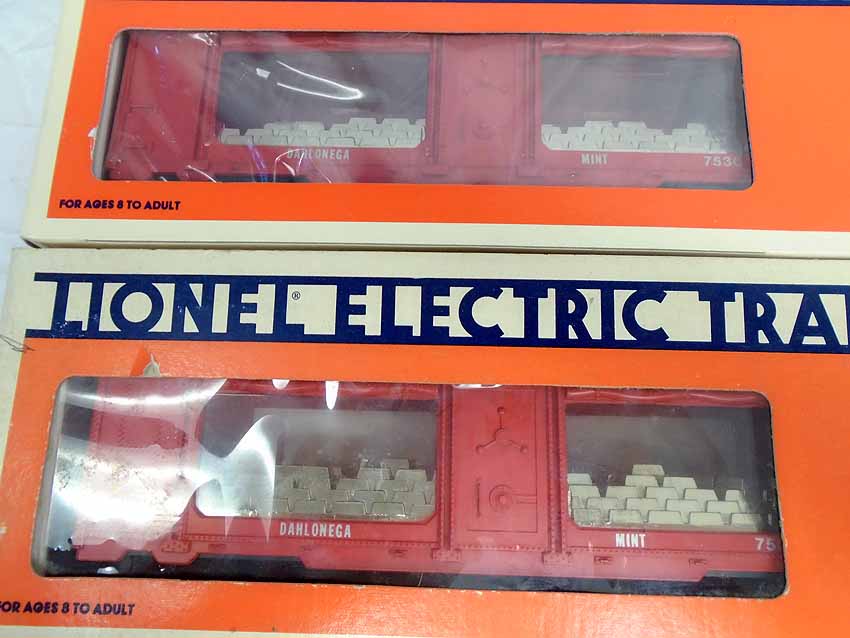 DAHLONEGA MINT 7530
FOR AGES 8 TO ADULT
LIONEL® ELECTRIC TRA
DAHLONEGA MINT 75
FOR AGES 8 TO ADULT